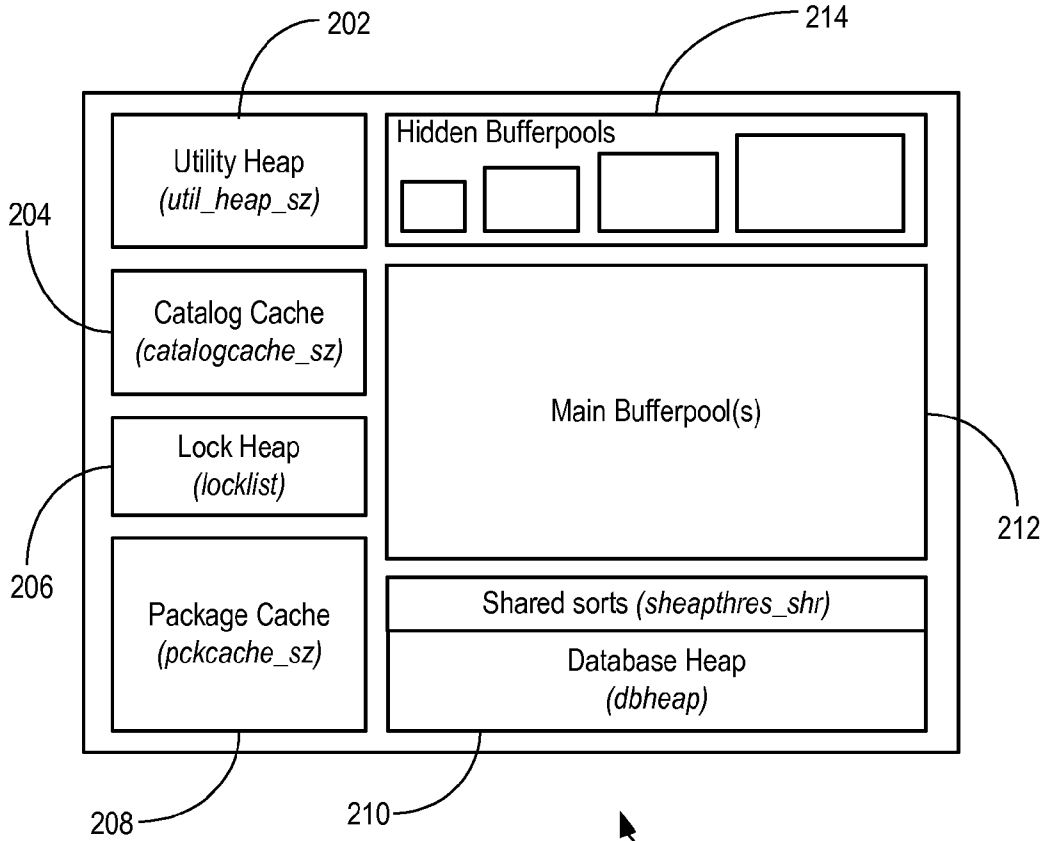 202
214
Utility Heap
(util_heap_sz)
Hidden Bufferpools
204
Catalog Cache
(catalogcache_sz)
Main Bufferpool(s)
Lock Heap
(locklist)
212
206
Package Cache
(pckcache_sz)
Shared sorts (sheapthres_shr)
Database Heap
(dbheap)
208
210